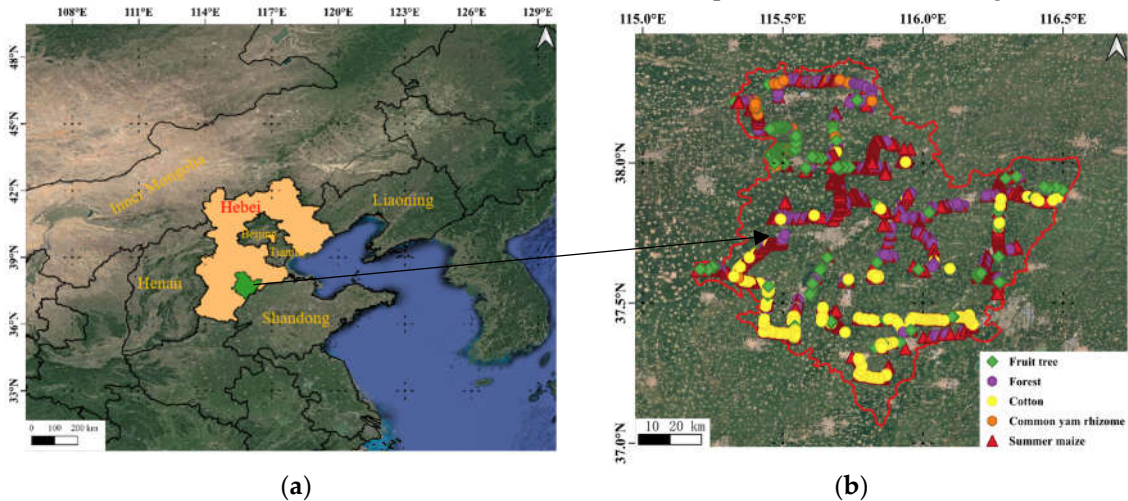 108°E 111°E 114°E 117°E 120°E 123°E 126°E 129°E
48°N
45°N
42°N
39°N
36°N
33°N
Inner Mongolia
Hebei
Liaoning
Beijing
Tianjin
Henan
Shandong
0 100 200 km
(a)
115.0°E 115.5°E 116.0°E 116.5°E
38.0°N
37.5°N
37.0°N
Fruit tree
Forest
Cotton
Common yam rhizome
Summer maize
10 20 km
(b)